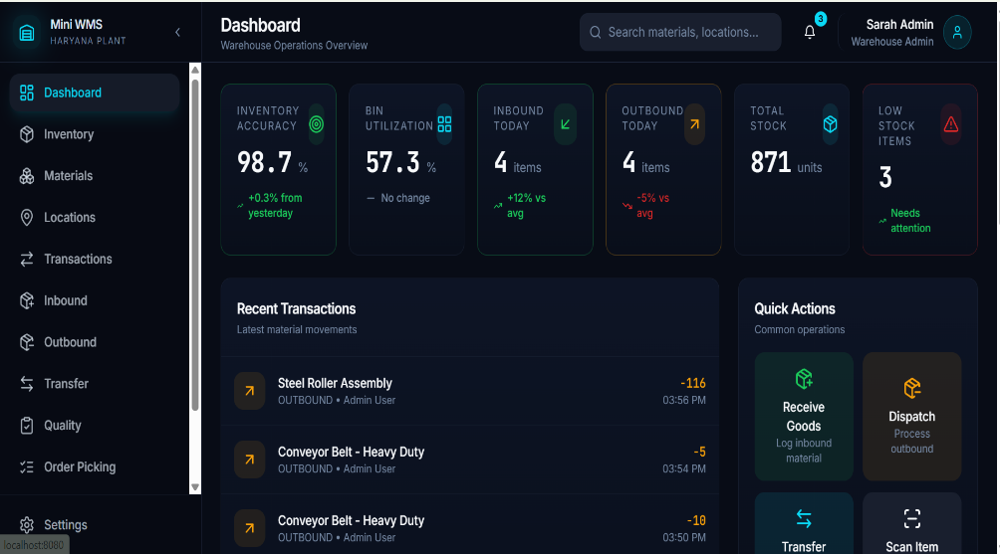 Mini WMS
HARYANA PLANT
Dashboard
Inventory
Materials
Locations
Transactions
Inbound
Outbound
Transfer
Quality
Order Picking
Settings
localhost:8080
Dashboard
Warehouse Operations Overview
Search materials, locations...
3
Sarah Admin
Warehouse Admin
INVENTORY
ACCURACY
98.7 %
+0.3% from
yesterday
BIN
UTILIZATION
57.3 %
No change
INBOUND
TODAY
4 items
+12% vs
avg
OUTBOUND
TODAY
4 items
-5% vs
avg
TOTAL
STOCK
871 units
LOW
STOCK
ITEMS
3
Needs
attention
Recent Transactions
Latest material movements
Steel Roller Assembly -116
OUTBOUND • Admin User 03:56 PM
Conveyor Belt - Heavy Duty -5
OUTBOUND • Admin User 03:54 PM
Conveyor Belt - Heavy Duty -10
OUTBOUND • Admin User 03:50 PM
Quick Actions
Common operations
Receive
Goods
Log inbound
material
Dispatch
Process
outbound
Transfer
Scan Item